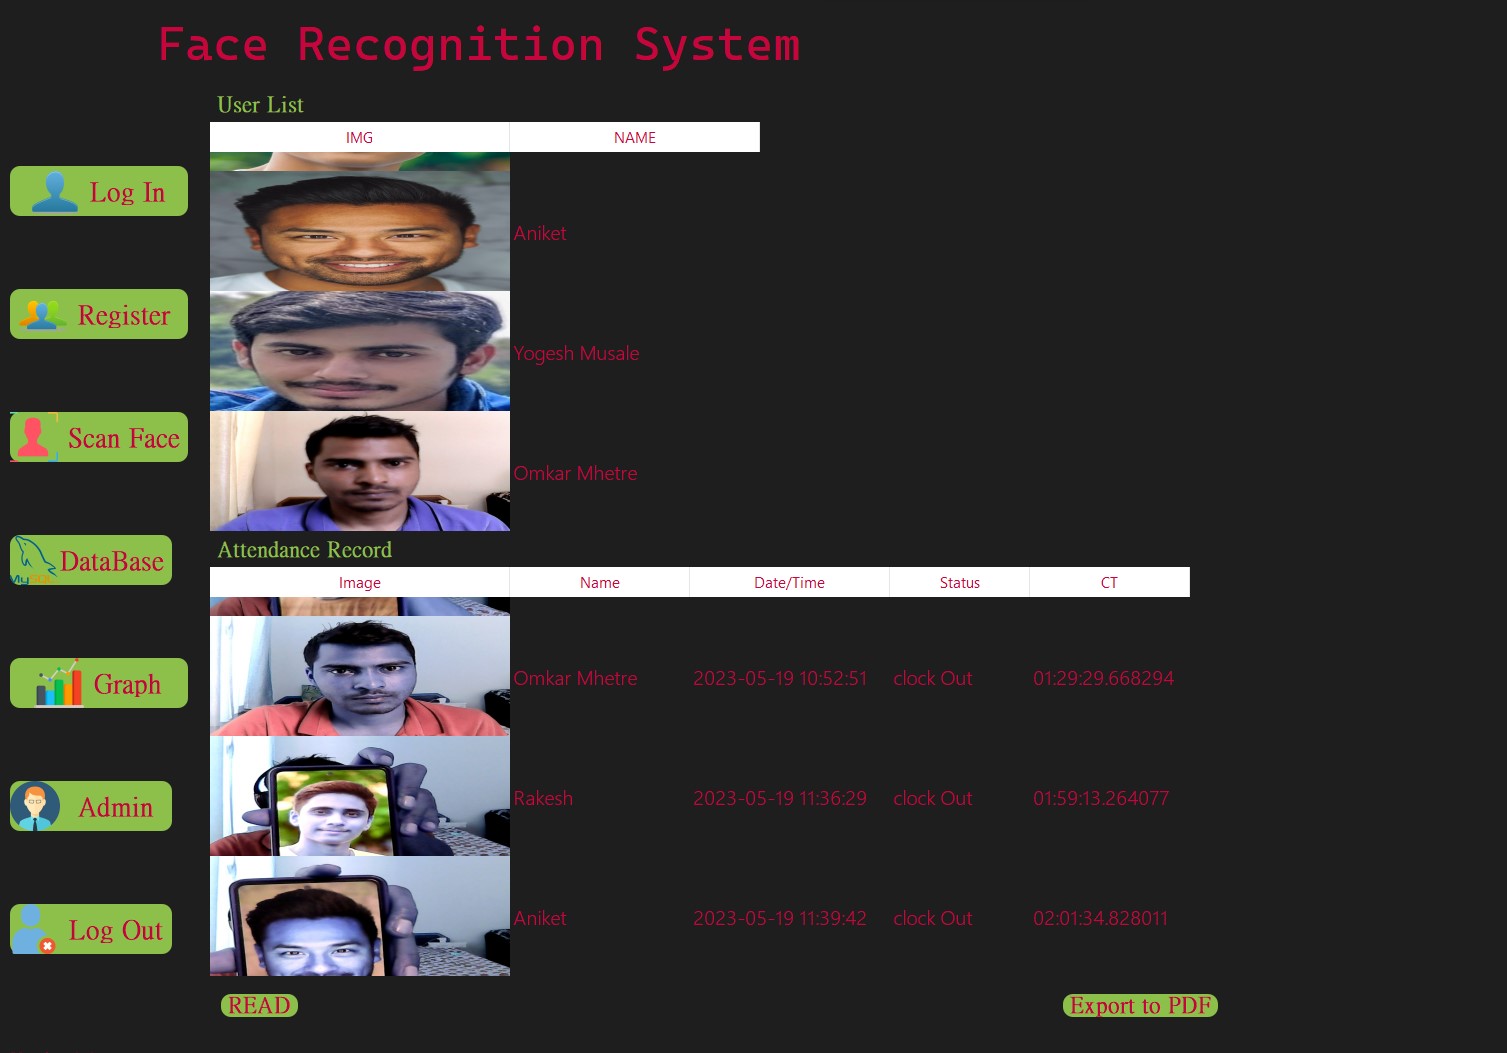 Face Recognition System
User List
IMG NAME
Log In
Aniket
Register
Yogesh Musale
Scan Face
Omkar Mhetre
DataBase
Attendance Record
Image Name Date/Time Status CT
Graph
Omkar Mhetre 2023-05-19 10:52:51 clock Out 01:29:29.668294
Rakesh 2023-05-19 11:36:29 clock Out 01:59:13.264077
Admin
Aniket 2023-05-19 11:39:42 clock Out 02:01:34.828011
Log Out
READ Export to PDF